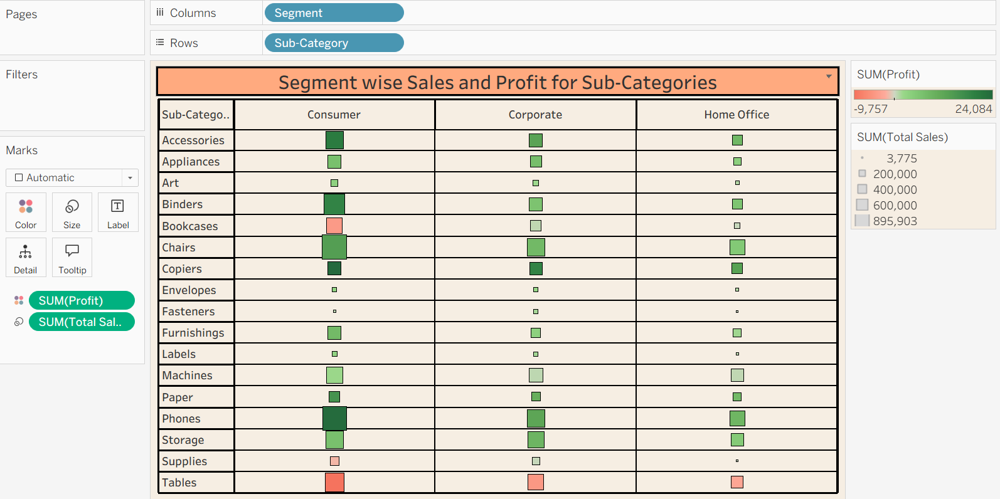 Pages
Columns
Segment
Rows
Sub-Category
Filters
Marks
Automatic
Color
Size
Label
Detail
Tooltip
SUM(Profit)
SUM(Total Sal..
Segment wise Sales and Profit for Sub-Categories
Sub-Catego.. Consumer Corporate Home Office
Accessories
Appliances
Art
Binders
Bookcases
Chairs
Copiers
Envelopes
Fasteners
Furnishings
Labels
Machines
Paper
Phones
Storage
Supplies
Tables
SUM(Profit)
-9,757 24,084
SUM(Total Sales)
3,775
200,000
400,000
600,000
895,903